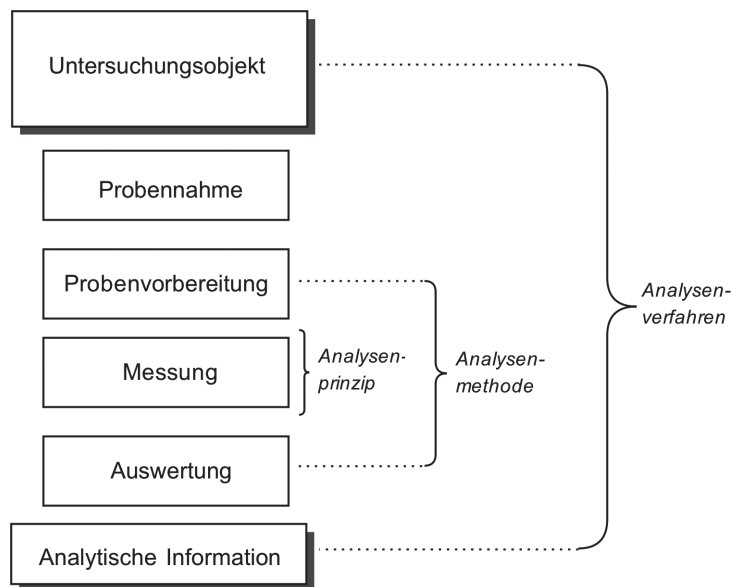 Untersuchungsobjekt
Probennahme
Probenvorbereitung
Messung
Auswertung
Analytische Information
Analysen-
prinzip
Analysen-
methode
Analysen-
verfahren